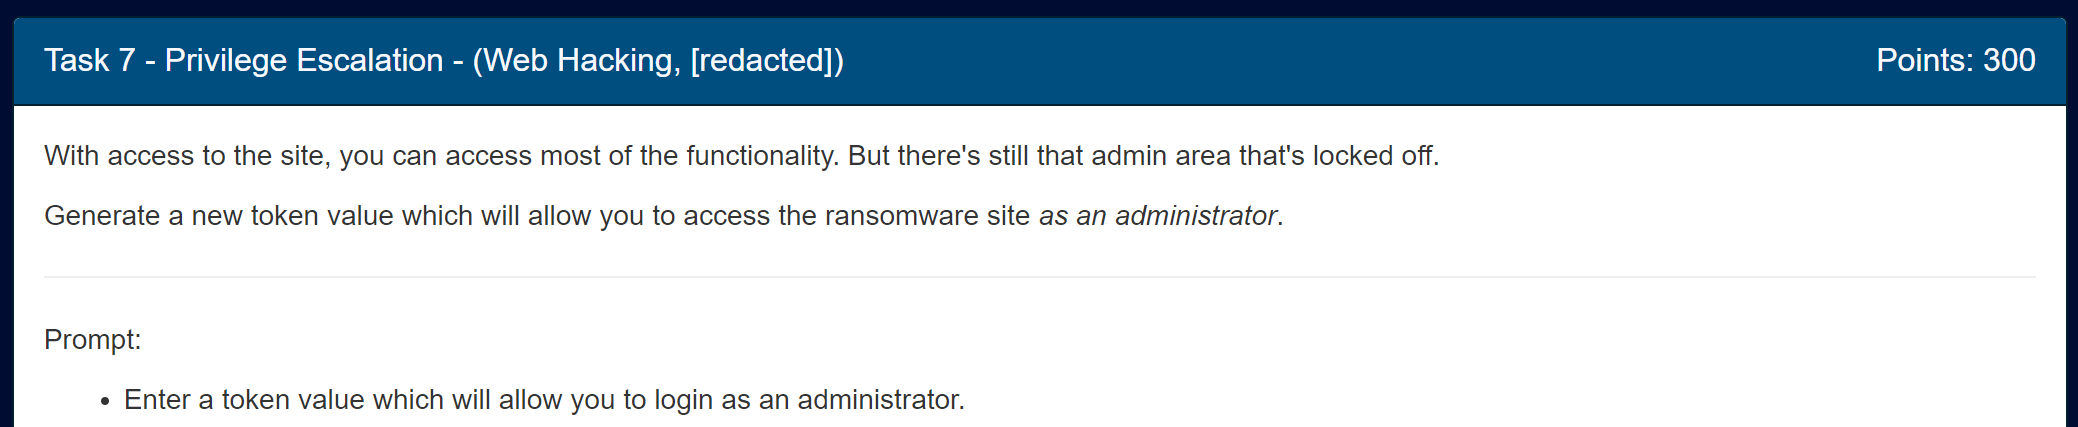 Task 7 - Privilege Escalation - (Web Hacking, [redacted])
Points: 300
With access to the site, you can access most of the functionality. But there's still that admin area that's locked off.
Generate a new token value which will allow you to access the ransomware site as an administrator.
Prompt:
• Enter a token value which will allow you to login as an administrator.